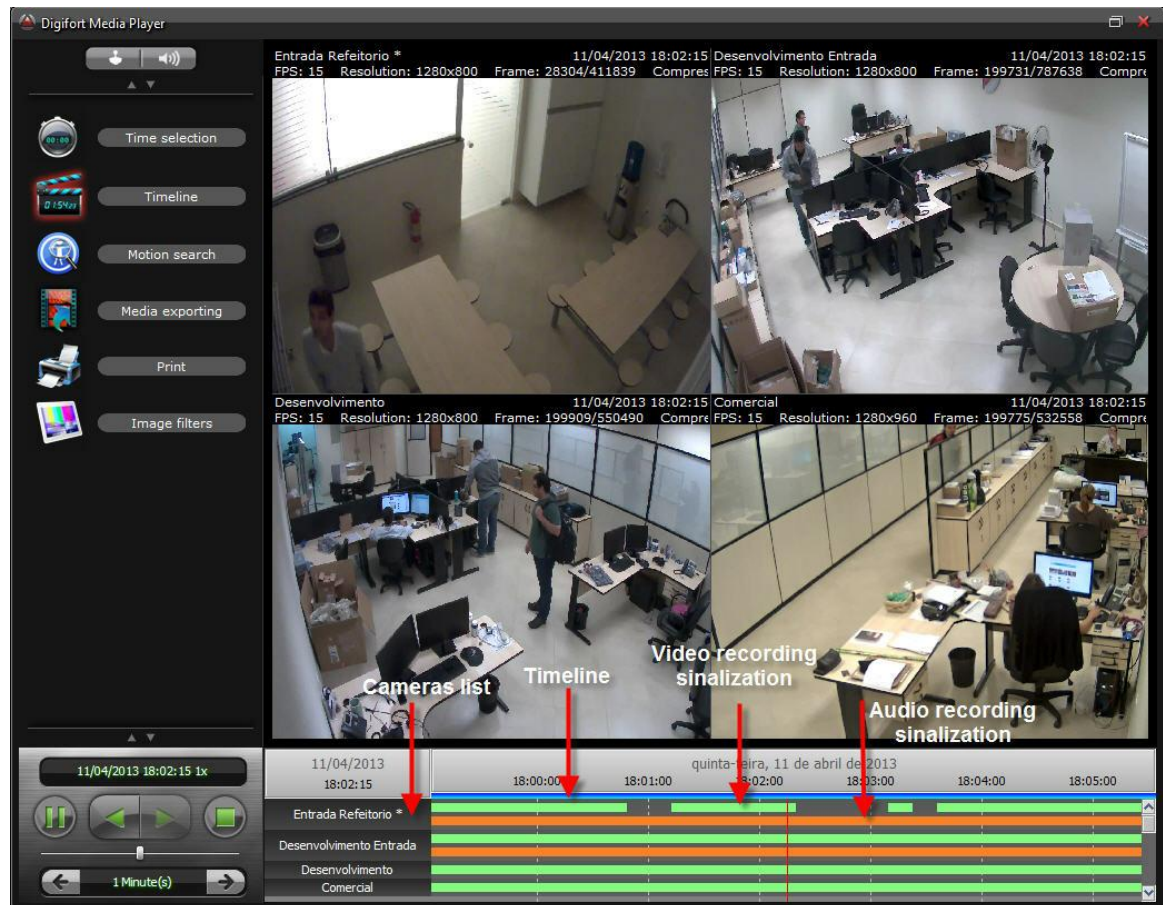 Digifort Media Player
Time selection
Timeline
Motion search
Media exporting
Print
Image filters
Entrada Refeitorio * 11/04/2013 18:02:15
FPS: 15 Resolution: 1280x800 Frame: 28304/411839 Compres
Desenvolvimento Entrada 11/04/2013 18:02:15
FPS: 15 Resolution: 1280x800 Frame: 199731/787638 Compre
Desenvolvimento 11/04/2013 18:02:15
FPS: 15 Resolution: 1280x800 Frame: 199909/550490 Compre
Comercial 11/04/2013 18:02:15
FPS: 15 Resolution: 1280x960 Frame: 199775/532558 Compre
Cameras list
Timeline
Video recording
sinalization
Audio recording
sinalization
11/04/2013 18:02:15 1x
1 Minute(s)
11/04/2013
18:02:15
quinta-feira, 11 de abril de 2013
18:00:00 18:01:00 18:02:00 18:03:00 18:04:00 18:05:00
Entrada Refeitorio *
Desenvolvimento Entrada
Desenvolvimento
Comercial